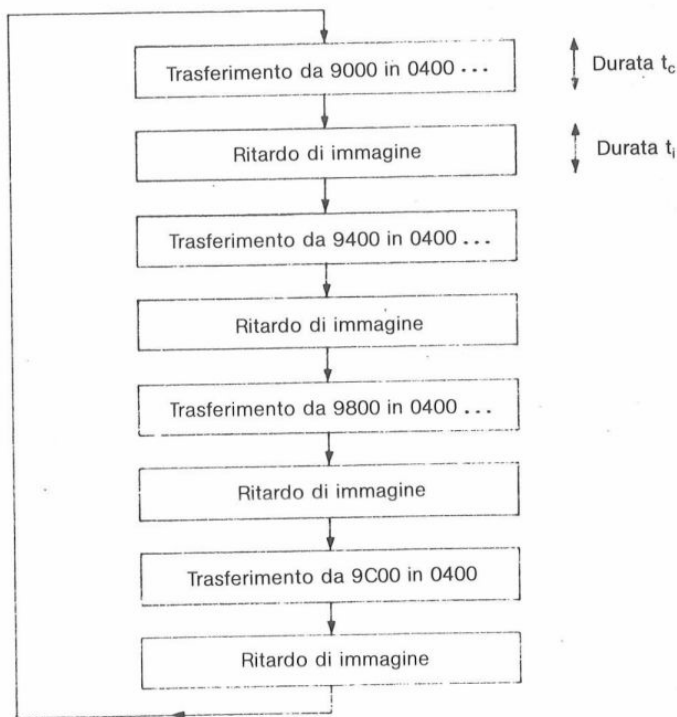 Trasferimento da 9000 in 0400 ...
Durata tc
Ritardo di immagine
Durata ti
Trasferimento da 9400 in 0400 ...
Ritardo di immagine
Trasferimento da 9800 in 0400 ...
Ritardo di immagine
Trasferimento da 9C00 in 0400
Ritardo di immagine